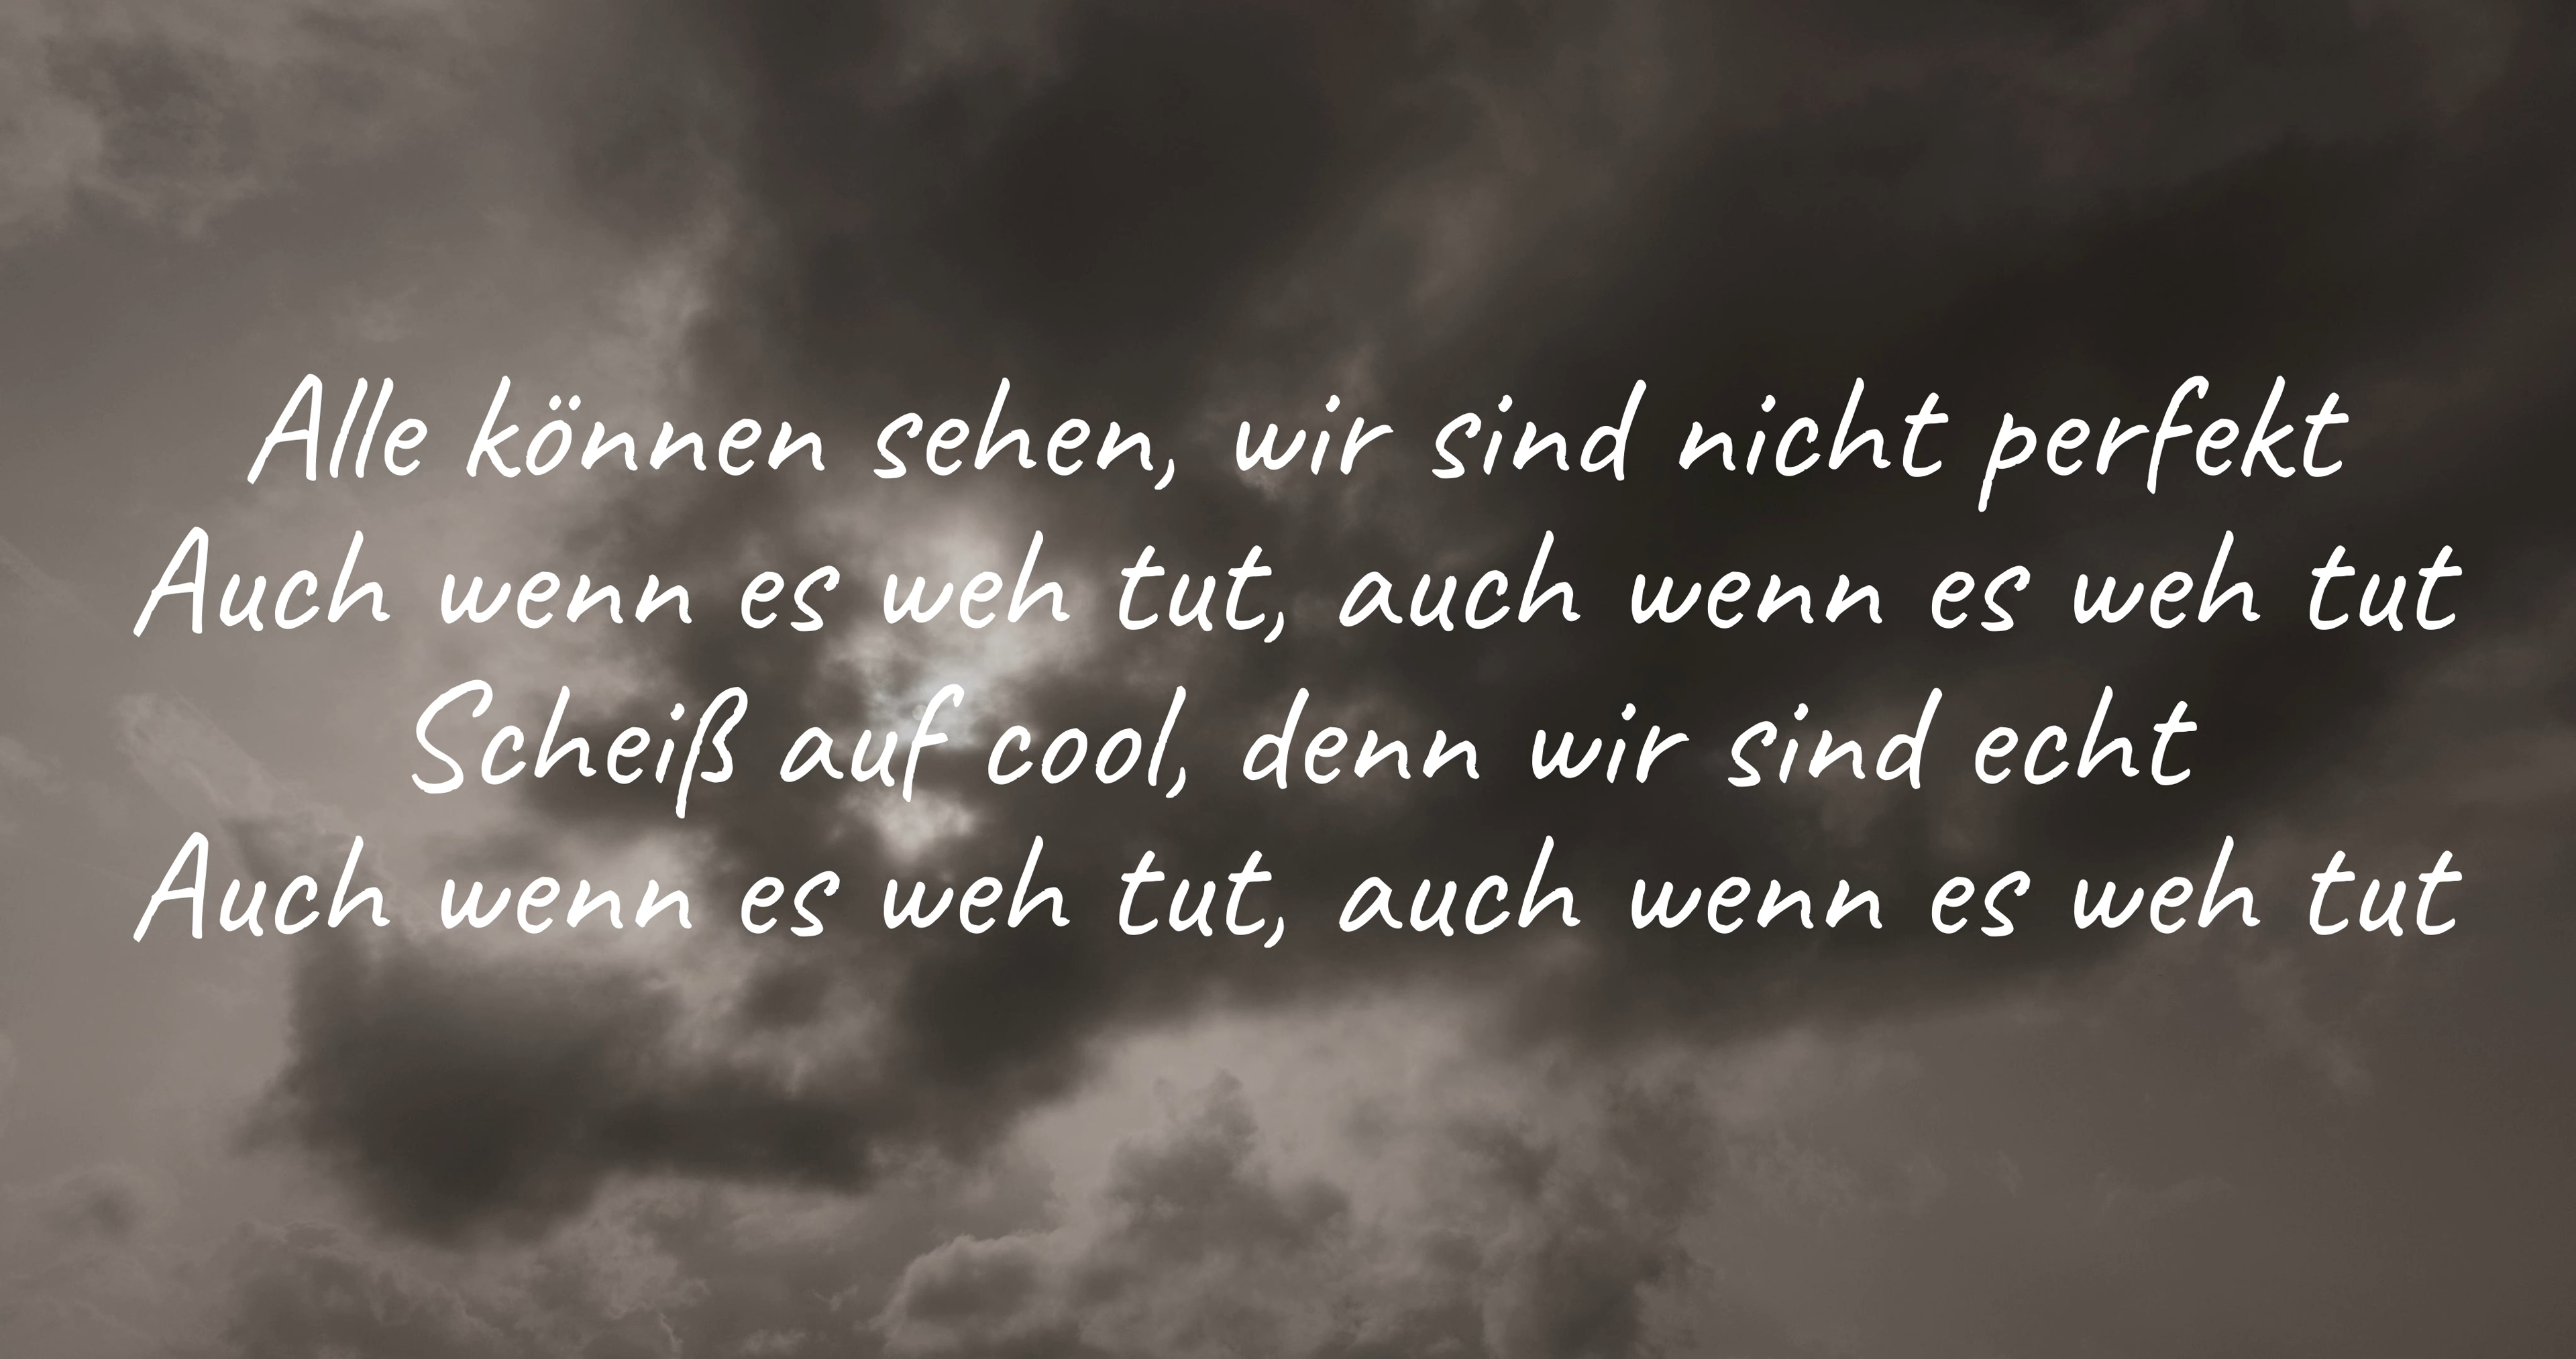 Alle können sehen, wir sind nicht perfekt
Auch wenn es weh tut, auch wenn es weh tut
Scheiß auf cool, denn wir sind echt
Auch wenn es weh tut, auch wenn es weh tut